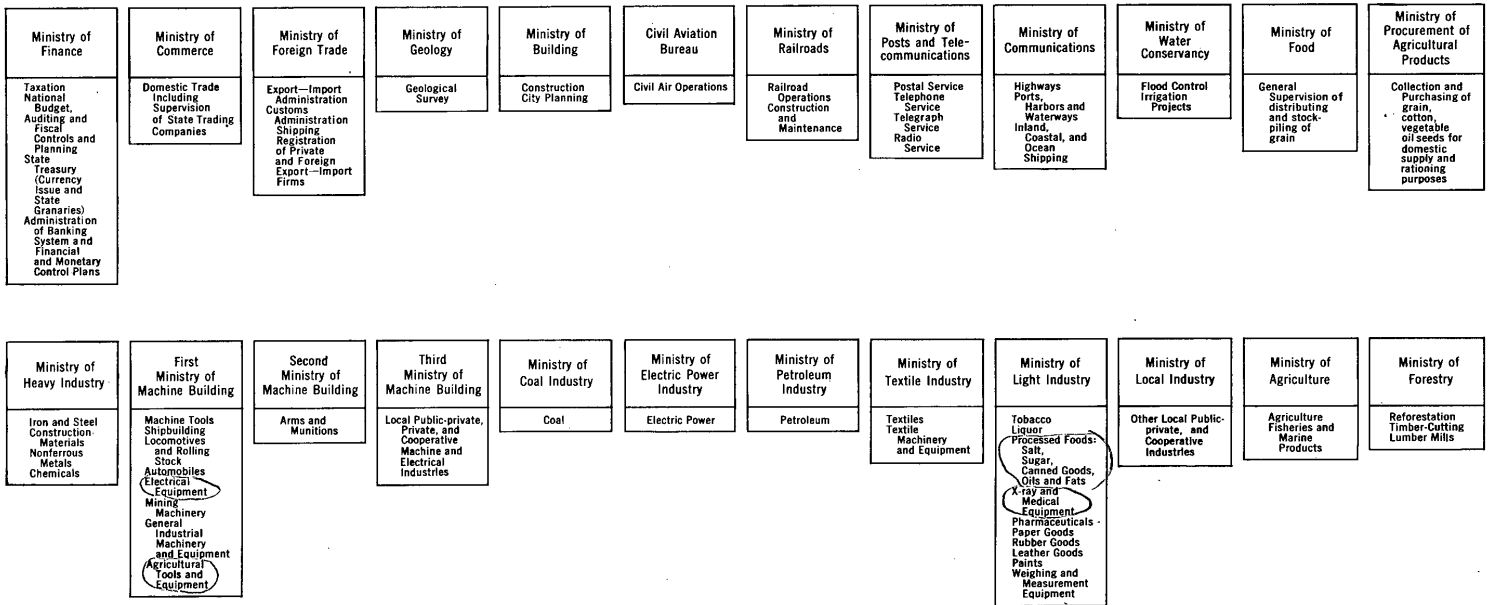 Ministry of
Finance
Taxation
National
Budget,
Auditing and
Fiscal
Controls and
Planning
State
Treasury
(Currency
Issue and
State
Granaries)
Administration
of Banking
System and
Financial
and Monetary
Control Plans
Ministry of
Commerce
Domestic Trade
Including
Supervision
of State Trading
Companies
Ministry of
Foreign Trade
Export—Import
Administration
Customs
Administration
Shipping
Registration
of Private
and Foreign
Export—Import
Firms
Ministry of
Geology
Geological
Survey
Ministry of
Building
Construction
City Planning
Civil Aviation
Bureau
Civil Air Operations
Ministry of
Railroads
Railroad
Operations
Construction
and
Maintenance
Ministry of
Posts and Tele-
communications
Postal Service
Telephone
Service
Telegraph
Service
Radio
Service
Ministry of
Communications
Highways
Ports,
Harbors and
Waterways
Inland,
Coastal, and
Ocean
Shipping
Ministry of
Water
Conservancy
Flood Control
Irrigation
Projects
Ministry of
Food
General
Supervision of
distributing
and stock-
piling of
grain
Ministry of
Procurement of
Agricultural
Products
Collection and
Purchasing of
grain,
cotton,
vegetable
oil seeds for
domestic
supply and
rationing
purposes
Ministry of
Heavy Industry
Iron and Steel
Construction
Materials
Nonferrous
Metals
Chemicals
First
Ministry of
Machine Building
Machine Tools
Shipbuilding
Locomotives
and Rolling
Stock
Automobiles
Electrical
Equipment
Mining
Machinery
General
Industrial
Machinery
and Equipment
Agricultural
Tools and
Equipment
Second
Ministry of
Machine Building
Arms and
Munitions
Third
Ministry of
Machine Building
Local Public-private,
Private, and
Cooperative
Machine and
Electrical
Industries
Ministry of
Coal Industry
Coal
Ministry of
Electric Power
Industry
Electric Power
Ministry of
Petroleum
Industry
Petroleum
Ministry of
Textile Industry
Textiles
Textile
Machinery
and Equipment
Ministry of
Light Industry
Tobacco
Liquor
Processed Foods:
Salt,
Sugar,
Canned Goods,
Oils and Fats
X-ray and
Medical
Equipment
Pharmaceuticals
Paper Goods
Rubber Goods
Leather Goods
Paints
Weighing and
Measurement
Equipment
Ministry of
Local Industry
Other Local Public-
private, and
Cooperative
Industries
Ministry of
Agriculture
Agriculture
Fisheries and
Marine
Products
Ministry of
Forestry
Reforestation
Timber-Cutting
Lumber Mills